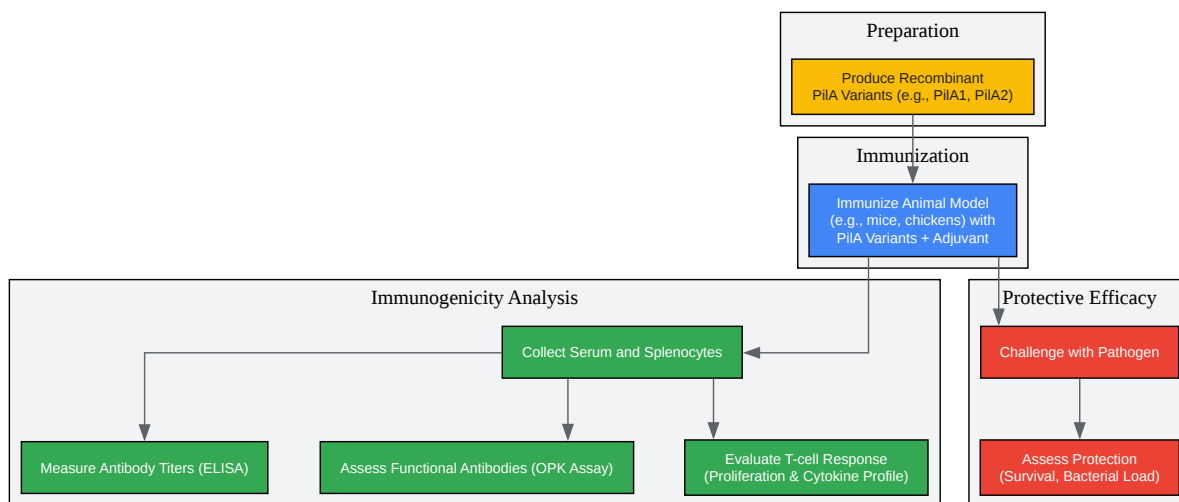 Preparation
Produce Recombinant
PilA Variants (e.g., PilA1, PilA2)
Immunization
Immunize Animal Model
(e.g., mice, chickens) with
PilA Variants + Adjuvant
Immunogenicity Analysis
Collect Serum and Splenocytes
Measure Antibody Titers (ELISA)
Assess Functional Antibodies (OPK Assay)
Evaluate T-cell Response
(Proliferation & Cytokine Profile)
Protective Efficacy
Challenge with Pathogen
Assess Protection
(Survival, Bacterial Load)